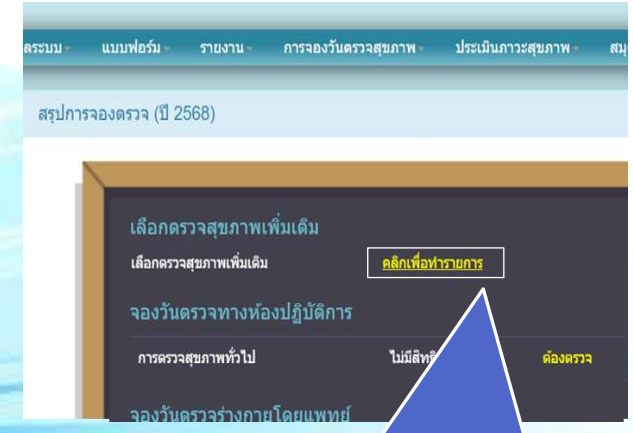 แบบฟอร์ม รายงาน การจองวันตรวจสุขภาพ ประเมินภาวะสุขภาพ
สรุปการจองตรวจ (ปี 2568)
เลือกตรวจสุขภาพเพิ่มเติม
เลือกตรวจสุขภาพเพิ่มเติม คลิกเพื่อทำรายการ
จองวันตรวจทางห้องปฏิบัติการ
การตรวจสุขภาพทั่วไป ต้องตรวจ
จองวันตรวจร่างกายโดยแพทย์